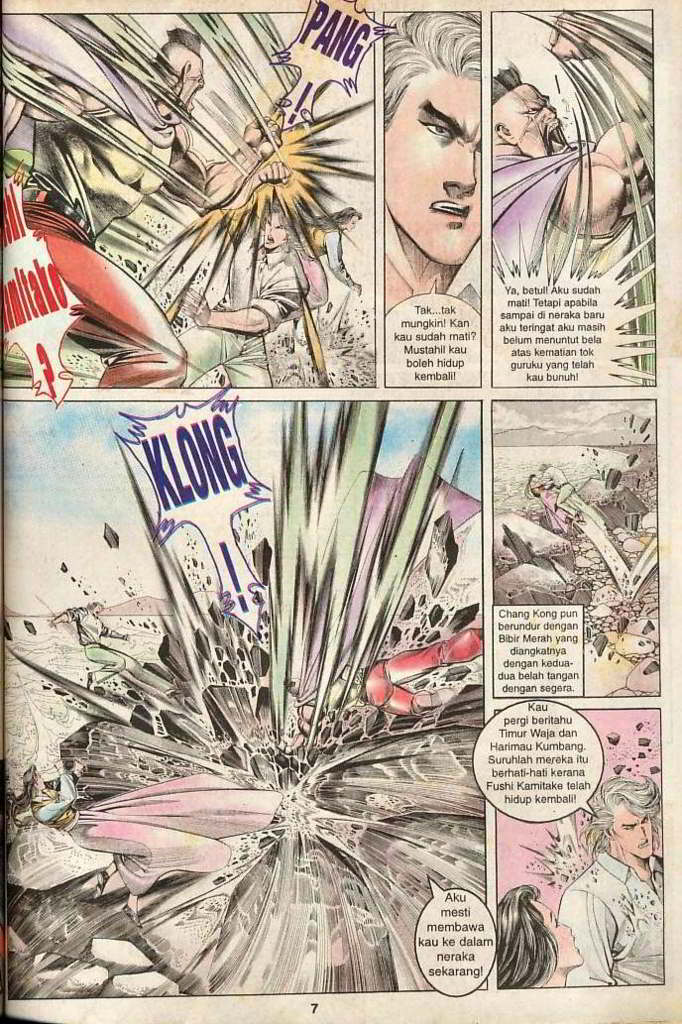 PANG
!
Kamitake
?
Tak...tak
mungkin! Kan
kau sudah mati?
Mustahil kau
boleh hidup
kembali!
Ya, betul! Aku sudah
mati! Tetapi apabila
sampai di neraka baru
aku teringat aku masih
belum menuntut bela
atas kematian tok
guruku yang telah
kau bunuh!
KLONG
!
Chang Kong pun
berundur dengan
Bibir Merah yang
diangkatnya
dengan kedua-
dua belah tangan
dengan segera.
Kau
pergi beritahu
Timur Waja dan
Harimau Kumbang.
Suruhlah mereka itu
berhati-hati kerana
Fushi Kamitake telah
hidup kembali!
Aku
mesti
membawa
kau ke dalam
neraka
sekarang!
7